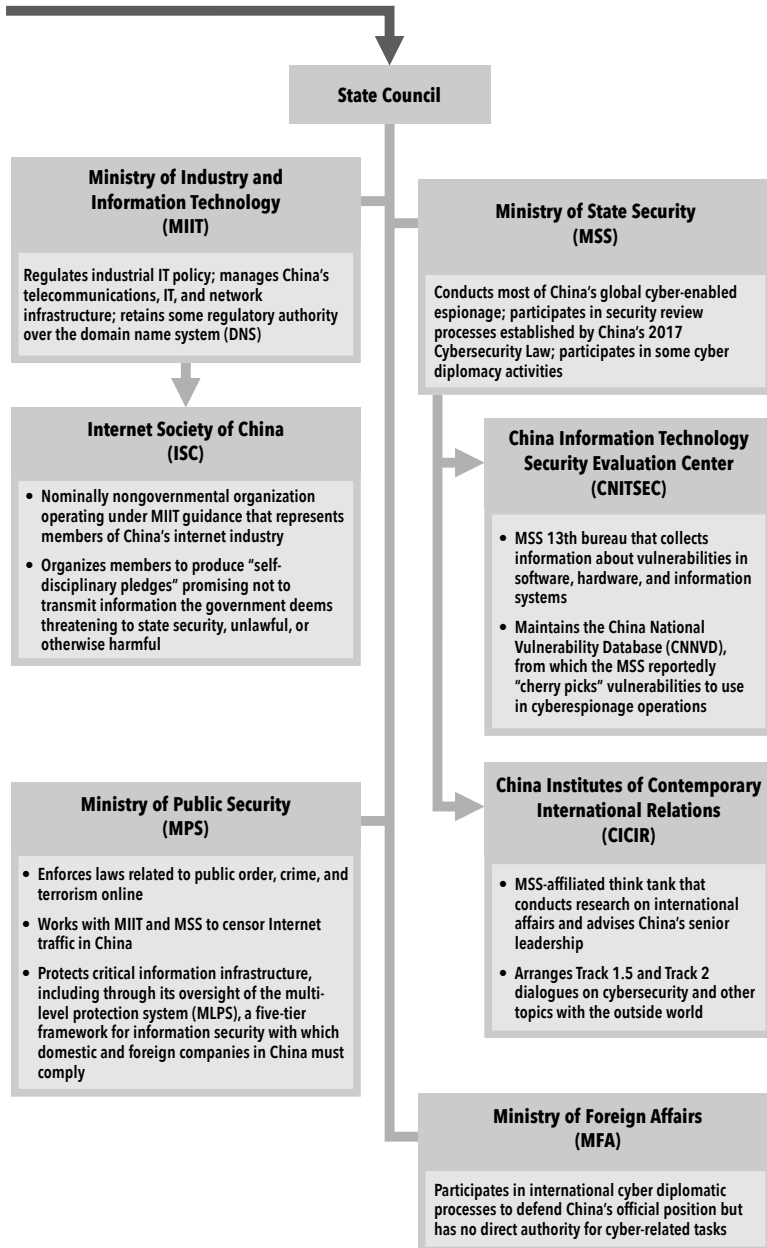 State Council
Ministry of Industry and
Information Technology
(MIIT)
Regulates industrial IT policy; manages China's
telecommunications, IT, and network
infrastructure; retains some regulatory authority
over the domain name system (DNS)
Internet Society of China
(ISC)
• Nominally nongovernmental organization
operating under MIIT guidance that represents
members of China's internet industry
• Organizes members to produce "self-
disciplinary pledges" promising not to
transmit information the government deems
threatening to state security, unlawful, or
otherwise harmful
Ministry of Public Security
(MPS)
• Enforces laws related to public order, crime, and
terrorism online
• Works with MIIT and MSS to censor Internet
traffic in China
• Protects critical information infrastructure,
including through its oversight of the multi-
level protection system (MLPS), a five-tier
framework for information security with which
domestic and foreign companies in China must
comply
Ministry of State Security
(MSS)
Conducts most of China's global cyber-enabled
espionage; participates in security review
processes established by China's 2017
Cybersecurity Law; participates in some cyber
diplomacy activities
China Information Technology
Security Evaluation Center
(CNITSEC)
• MSS 13th bureau that collects
information about vulnerabilities in
software, hardware, and information
systems
• Maintains the China National
Vulnerability Database (CNNVD),
from which the MSS reportedly
"cherry picks" vulnerabilities to use
in cyberespionage operations
China Institutes of Contemporary
International Relations
(CICIR)
• MSS-affiliated think tank that
conducts research on international
affairs and advises China's senior
leadership
• Arranges Track 1.5 and Track 2
dialogues on cybersecurity and other
topics with the outside world
Ministry of Foreign Affairs
(MFA)
Participates in international cyber diplomatic
processes to defend China's official position but
has no direct authority for cyber-related tasks